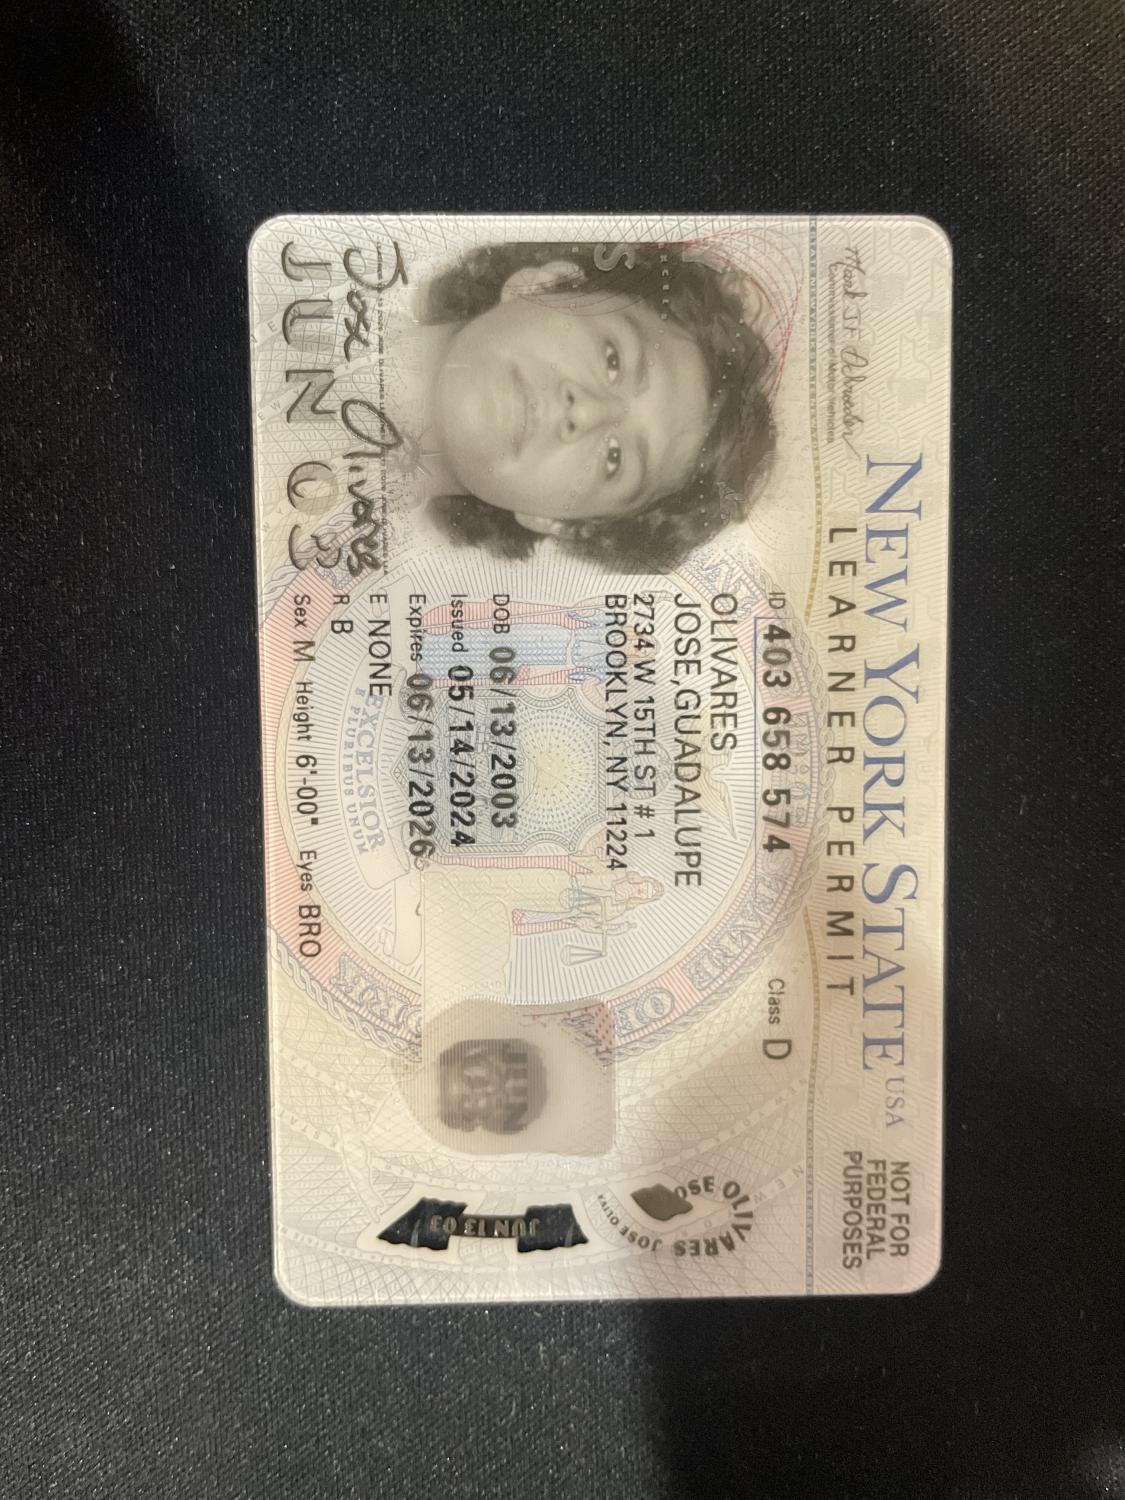 NEW YORK STATE USA
LEARNER PERMIT
NOT FOR
FEDERAL
PURPOSES
ID 403 658 574 Class D
OLIVARES
JOSE,GUADALUPE
2734 W 15TH ST # 1
BROOKLYN, NY 11224
DOB 06/13/2003
Issued 05/14/2024
Expires 06/13/2026
E NONE
R B
Sex M Height 6'-00" Eyes BRO
Jose Olivares
JUN 03
EXCELSIOR
E PLURIBUS UNUM
JUN 13 03